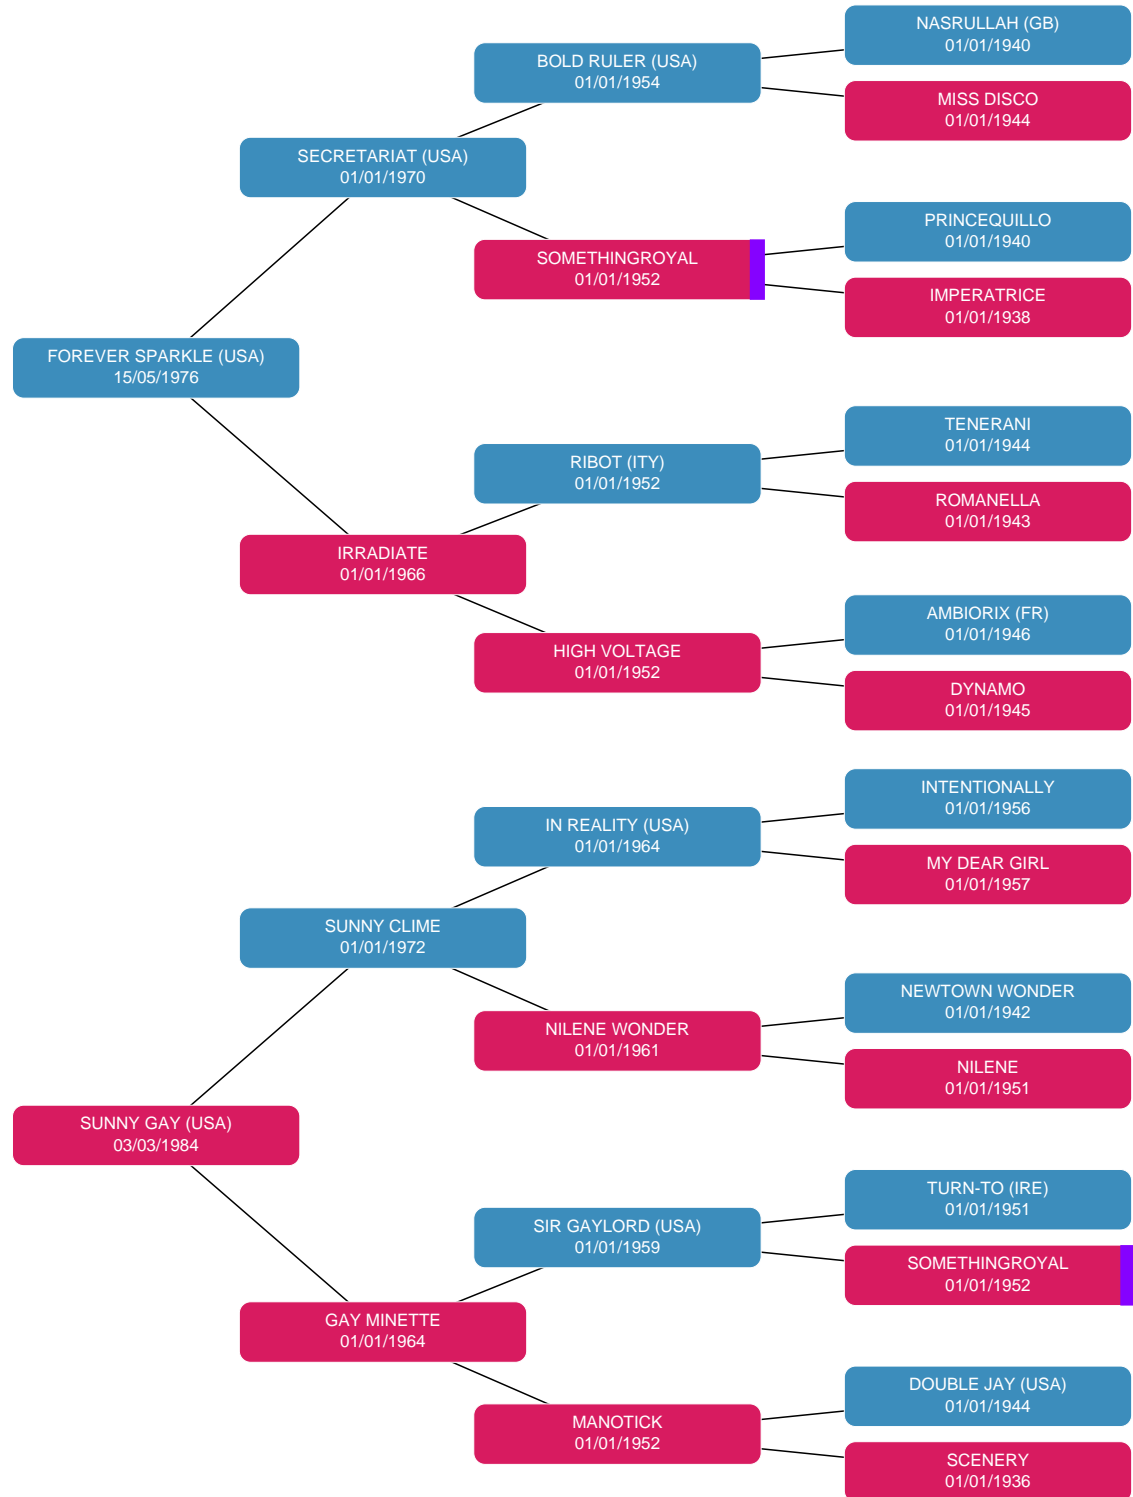 NASRULLAH (GB)
01/01/1940
BOLD RULER (USA)
01/01/1954
MISS DISCO
01/01/1944
SECRETARIAT (USA)
01/01/1970
PRINCEQUILLO
01/01/1940
SOMETHINGROYAL
01/01/1952
IMPERATRICE
01/01/1938
FOREVER SPARKLE (USA)
15/05/1976
TENERANI
01/01/1944
RIBOT (ITY)
01/01/1952
ROMANELLA
01/01/1943
IRRADIATE
01/01/1966
AMBIORIX (FR)
01/01/1946
HIGH VOLTAGE
01/01/1952
DYNAMO
01/01/1945
INTENTIONALLY
01/01/1956
IN REALITY (USA)
01/01/1964
MY DEAR GIRL
01/01/1957
SUNNY CLIME
01/01/1972
NEWTOWN WONDER
01/01/1942
NILENE WONDER
01/01/1961
NILENE
01/01/1951
SUNNY GAY (USA)
03/03/1984
TURN-TO (IRE)
01/01/1951
SIR GAYLORD (USA)
01/01/1959
SOMETHINGROYAL
01/01/1952
GAY MINETTE
01/01/1964
DOUBLE JAY (USA)
01/01/1944
MANOTICK
01/01/1952
SCENERY
01/01/1936